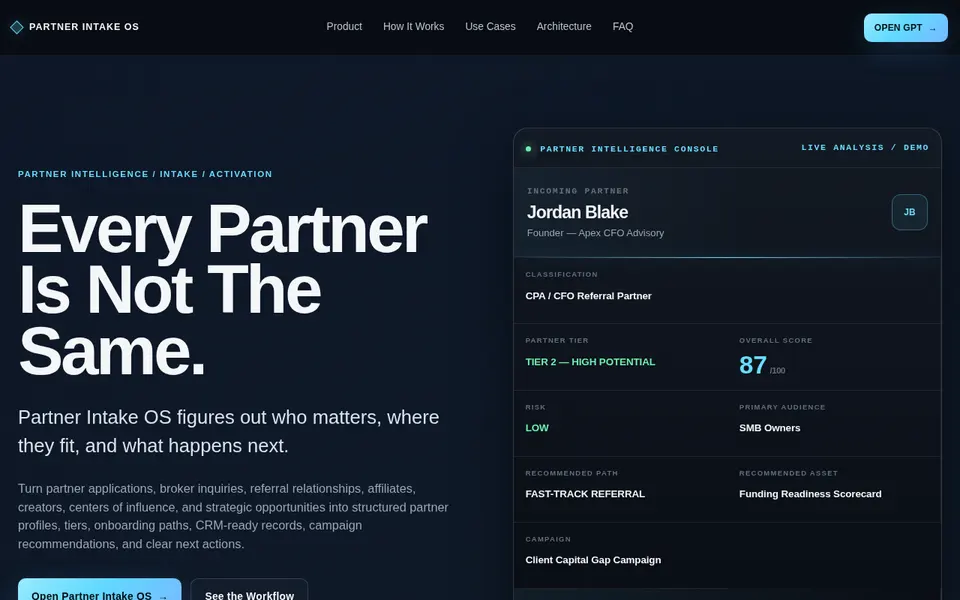 PARTNER INTAKE OS
Product
How It Works
Use Cases
Architecture
FAQ
OPEN GPT →
PARTNER INTELLIGENCE / INTAKE / ACTIVATION
Every Partner
Is Not The
Same.
Partner Intake OS figures out who matters, where
they fit, and what happens next.
Turn partner applications, broker inquiries, referral relationships, affiliates,
creators, centers of influence, and strategic opportunities into structured partner
profiles, tiers, onboarding paths, CRM-ready records, campaign
recommendations, and clear next actions.
Open Partner Intake OS →
See the Workflow
PARTNER INTELLIGENCE CONSOLE
LIVE ANALYSIS / DEMO
INCOMING PARTNER
Jordan Blake
Founder — Apex CFO Advisory
JB
CLASSIFICATION
CPA / CFO Referral Partner
PARTNER TIER
TIER 2 — HIGH POTENTIAL
OVERALL SCORE
87 /100
RISK
LOW
PRIMARY AUDIENCE
SMB Owners
RECOMMENDED PATH
FAST-TRACK REFERRAL
RECOMMENDED ASSET
Funding Readiness Scorecard
CAMPAIGN
Client Capital Gap Campaign